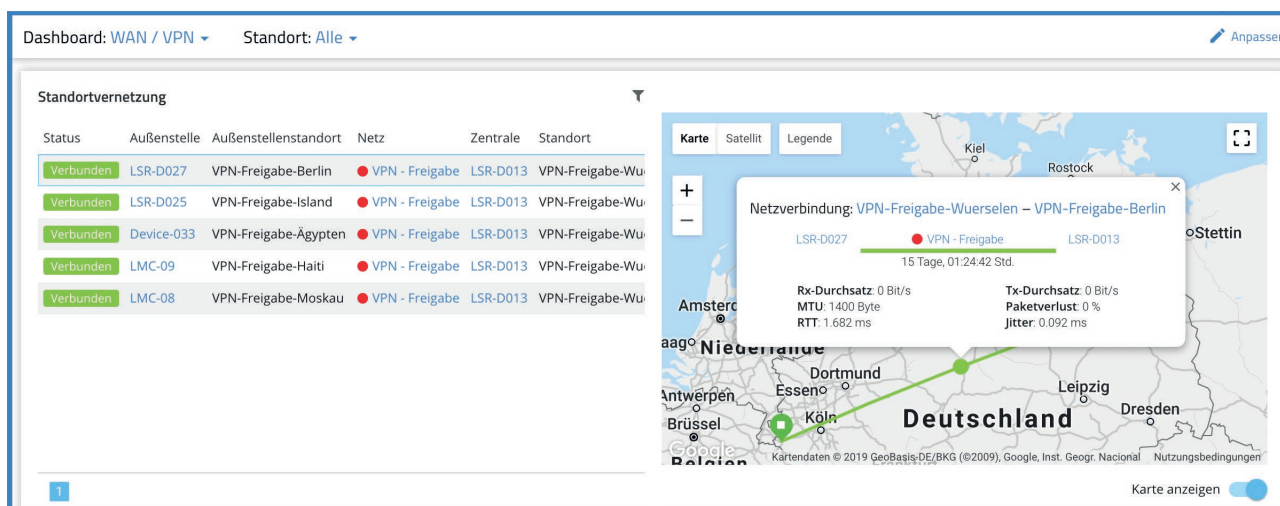 Dashboard: WAN / VPN Standort: Alle Anpassen
Standortvernetzung
Status Außenstelle Außenstellenstandort Netz Zentrale Standort
Verbunden LSR-D027 VPN-Freigabe-Berlin VPN - Freigabe LSR-D013 VPN-Freigabe-Wu
Verbunden LSR-D025 VPN-Freigabe-Island VPN - Freigabe LSR-D013 VPN-Freigabe-Wu
Verbunden Device-033 VPN-Freigabe-Ägypten VPN - Freigabe LSR-D013 VPN-Freigabe-Wu
Verbunden LMC-09 VPN-Freigabe-Haiti VPN - Freigabe LSR-D013 VPN-Freigabe-Wu
Verbunden LMC-08 VPN-Freigabe-Moskau VPN - Freigabe LSR-D013 VPN-Freigabe-Wu
1
Karte Satellit Legende
Kiel
Rostock
+
−
Netzverbindung: VPN-Freigabe-Wuerselen – VPN-Freigabe-Berlin
LSR-D027 VPN - Freigabe LSR-D013
15 Tage, 01:24:42 Std.
Rx-Durchsatz: 0 Bit/s Tx-Durchsatz: 0 Bit/s
MTU: 1400 Byte Paketverlust: 0 %
RTT: 1.682 ms Jitter: 0.092 ms
Stettin
Amsterd
aag Niederlande
Dortmund
Essen
Leipzig
Antwerpen
Köln
Dresden
Brüssel
Deutschland
Google
Belgien
Frankfurt
Kartendaten © 2019 GeoBasis-DE/BKG (©2009), Google, Inst. Geogr. Nacional Nutzungsbedingungen
Karte anzeigen